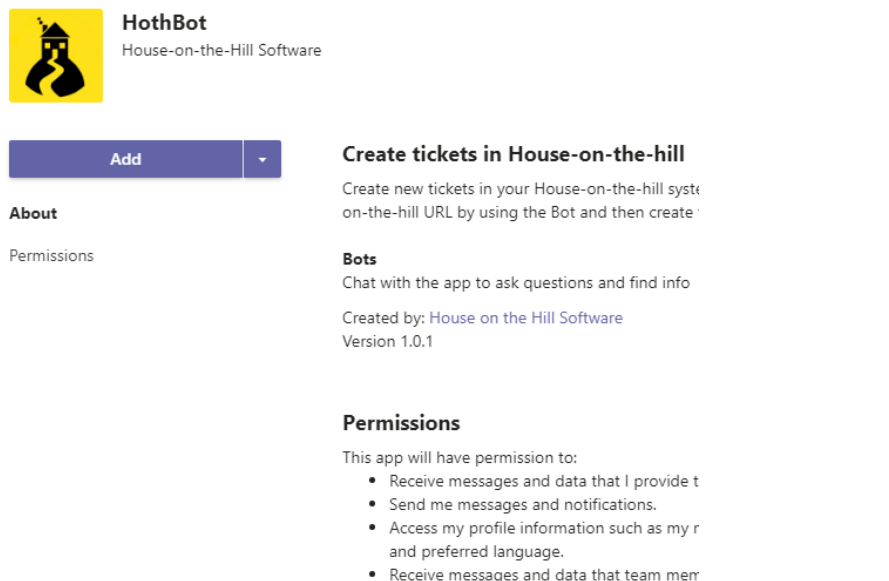 HothBot
House-on-the-Hill Software
Add
About
Permissions
Create tickets in House-on-the-hill
Create new tickets in your House-on-the-hill
on-the-hill URL by using the Bot and then create
Bots
Chat with the app to ask questions and find info
Created by: House on the Hill Software
Version 1.0.1
Permissions
This app will have permission to:
• Receive messages and data that I provide
• Send me messages and notifications.
• Access my profile information such as my
and preferred language.
• Receive messages and data that team